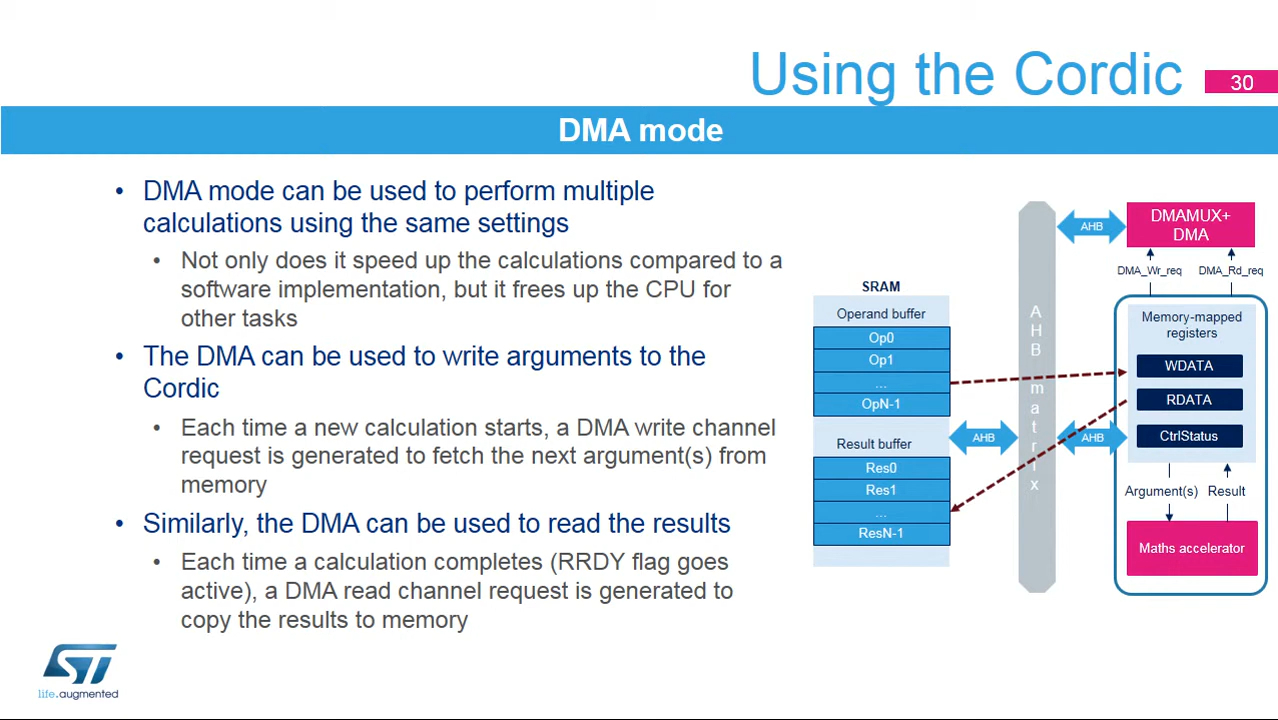 Using the Cordic
30
DMA mode
• DMA mode can be used to perform multiple
calculations using the same settings
• Not only does it speed up the calculations compared to a
software implementation, but it frees up the CPU for
other tasks
• The DMA can be used to write arguments to the
Cordic
• Each time a new calculation starts, a DMA write channel
request is generated to fetch the next argument(s) from
memory
• Similarly, the DMA can be used to read the results
• Each time a calculation completes (RRDY flag goes
active), a DMA read channel request is generated to
copy the results to memory
SRAM
Operand buffer
Op0
Op1
...
OpN-1
Result buffer
Res0
Res1
...
ResN-1
AHB
AHB matrix
AHB
AHB
DMAMUX+
DMA
DMA_Wr_req
DMA_Rd_req
Memory-mapped
registers
WDATA
RDATA
CtrlStatus
Argument(s)
Result
Maths accelerator
ST
life.augmented